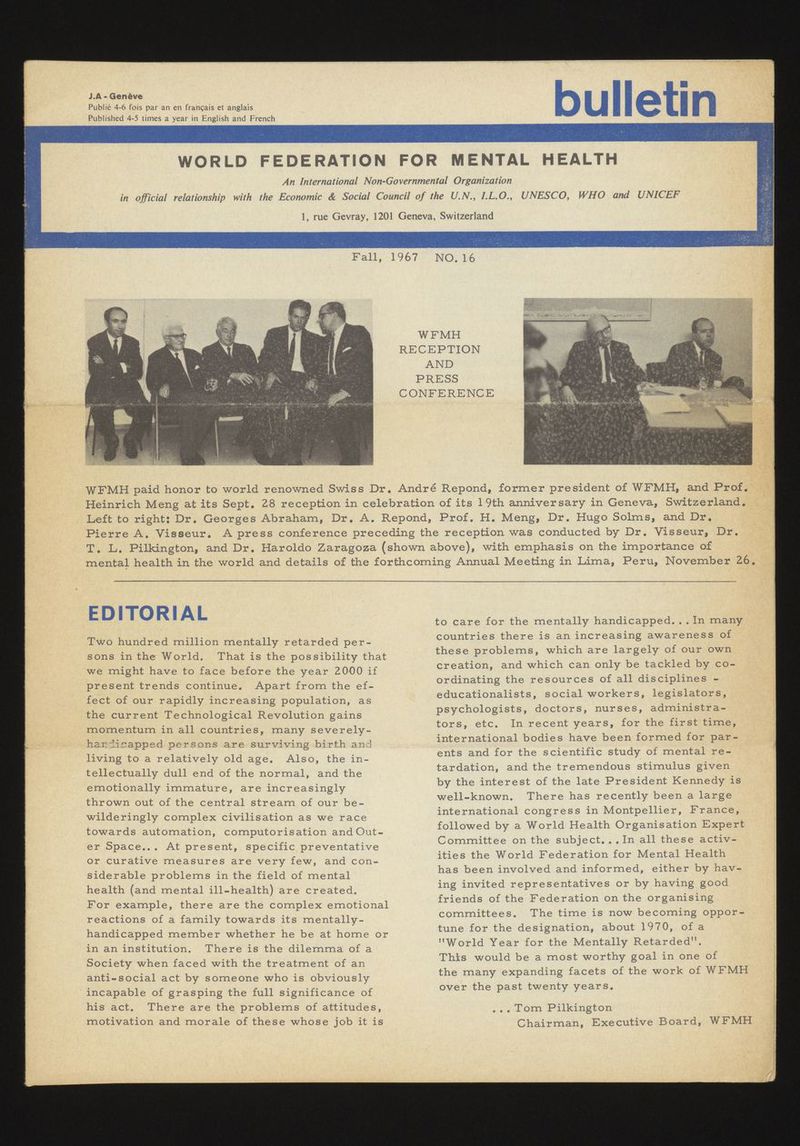 J.A - Genève
Publié 4-6 fois par an en français et anglais
Published 4-5 times a year in English and French
bulletin
WORLD FEDERATION FOR MENTAL HEALTH
An International Non-Governmental Organization
in official relationship with the Economic & Social Council of the U.N., I.L.O., UNESCO, WHO and UNICEF
1, rue Gevray, 1201 Geneva, Switzerland
Fall, 1967 NO. 16
WFMH
RECEPTION
AND
PRESS
CONFERENCE
WFMH paid honor to world renowned Swiss Dr. André Repond, former president of WFMH, and Prof.
Heinrich Meng at its Sept. 28 reception in celebration of its 19th anniversary in Geneva, Switzerland.
Left to right: Dr. Georges Abraham, Dr. A. Repond, Prof. H. Meng, Dr. Hugo Solms, and Dr.
Pierre A. Visseur. A press conference preceding the reception was conducted by Dr. Visseur, Dr.
T. L. Pilkington, and Dr. Haroldo Zaragoza (shown above), with emphasis on the importance of
mental health in the world and details of the forthcoming Annual Meeting in Lima, Peru, November 26.
EDITORIAL
Two hundred million mentally retarded per-
sons in the World. That is the possibility that
we might have to face before the year 2000 if
present trends continue. Apart from the ef-
fect of our rapidly increasing population, as
the current Technological Revolution gains
momentum in all countries, many severely-
handicapped persons are surviving birth and
living to a relatively old age. Also, the in-
tellectually dull end of the normal, and the
emotionally immature, are increasingly
thrown out of the central stream of our be-
wilderingly complex civilisation as we race
towards automation, computorisation and Out-
er Space... At present, specific preventative
or curative measures are very few, and con-
siderable problems in the field of mental
health (and mental ill-health) are created.
For example, there are the complex emotional
reactions of a family towards its mentally-
handicapped member whether he be at home or
in an institution. There is the dilemma of a
Society when faced with the treatment of an
anti-social act by someone who is obviously
incapable of grasping the full significance of
his act. There are the problems of attitudes,
motivation and morale of these whose job it is
to care for the mentally handicapped... In many
countries there is an increasing awareness of
these problems, which are largely of our own
creation, and which can only be tackled by co-
ordinating the resources of all disciplines -
educationalists, social workers, legislators,
psychologists, doctors, nurses, administra-
tors, etc. In recent years, for the first time,
international bodies have been formed for par-
ents and for the scientific study of mental re-
tardation, and the tremendous stimulus given
by the interest of the late President Kennedy is
well-known. There has recently been a large
international congress in Montpellier, France,
followed by a World Health Organisation Expert
Committee on the subject... In all these activ-
ities the World Federation for Mental Health
has been involved and informed, either by hav-
ing invited representatives or by having good
friends of the Federation on the organising
committees. The time is now becoming oppor-
tune for the designation, about 1970, of a
"World Year for the Mentally Retarded".
This would be a most worthy goal in one of
the many expanding facets of the work of WFMH
over the past twenty years.
... Tom Pilkington
Chairman, Executive Board, WFMH